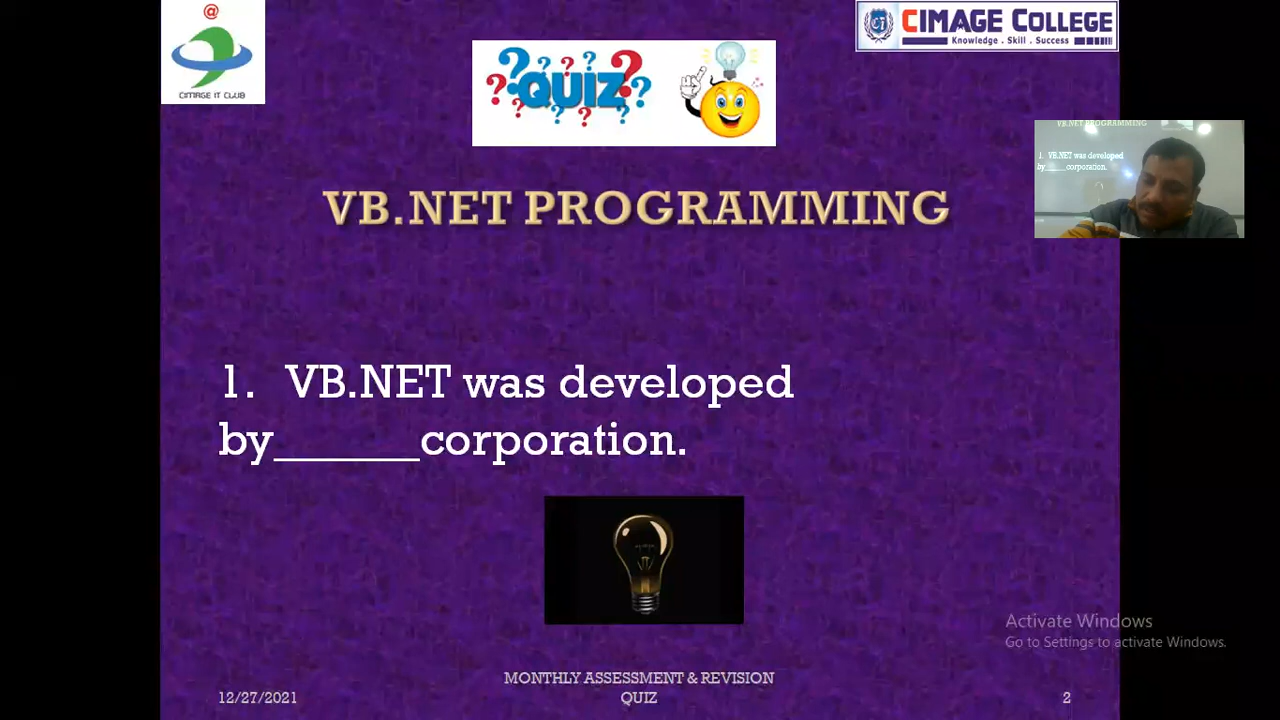 @
CIMAGE IT CLUB
CIMAGE COLLEGE
Knowledge . Skill . Success
QUIZ
VB.NET PROGRAMMING
VB.NET PROGRAMMING
1. VB.NET was developed
by_____corporation.
1. VB.NET was developed
by______corporation.
Activate Windows
Go to Settings to activate Windows.
12/27/2021
MONTHLY ASSESSMENT & REVISION
QUIZ
2